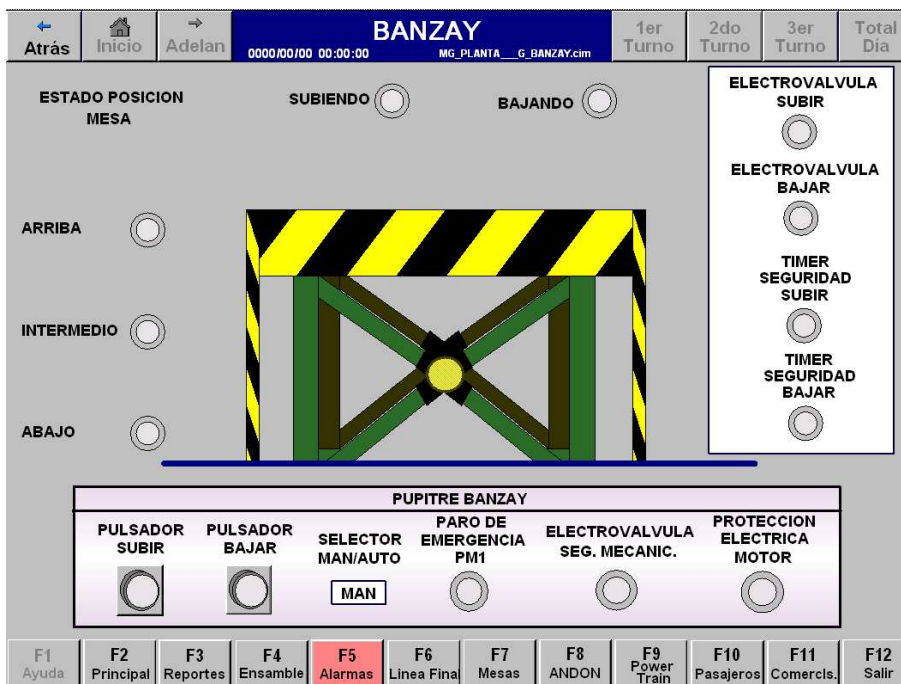 Atrás
Inicio
Adelan
BANZAY
0000/00/00 00:00:00
MG_PLANTA___G_BANZAY.cim
1er
Turno
2do
Turno
3er
Turno
Total
Día
ESTADO POSICION
MESA
SUBIENDO
BAJANDO
ELECTROVALVULA
SUBIR
ELECTROVALVULA
BAJAR
TIMER
SEGURIDAD
SUBIR
TIMER
SEGURIDAD
BAJAR
ARRIBA
INTERMEDIO
ABAJO
PUPITRE BANZAY
PULSADOR
SUBIR
PULSADOR
BAJAR
SELECTOR
MAN/AUTO
MAN
PARO DE
EMERGENCIA
PM1
ELECTROVALVULA
SEG. MECANIC.
PROTECCION
ELECTRICA
MOTOR
F1
Ayuda
F2
Principal
F3
Reportes
F4
Ensamble
F5
Alarmas
F6
Linea Final
F7
Mesas
F8
ANDON
F9
Power
Train
F10
Pasajeros
F11
Comercls.
F12
Salir